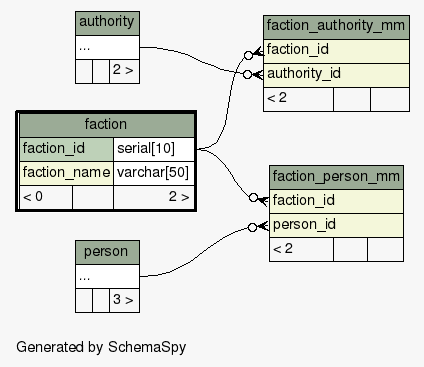 authority
...
2 >
faction_authority_mm
faction_id
authority_id
< 2
faction
faction_id serial[10]
faction_name varchar[50]
< 0 2 >
faction_person_mm
faction_id
person_id
< 2
person
...
3 >
Generated by SchemaSpy